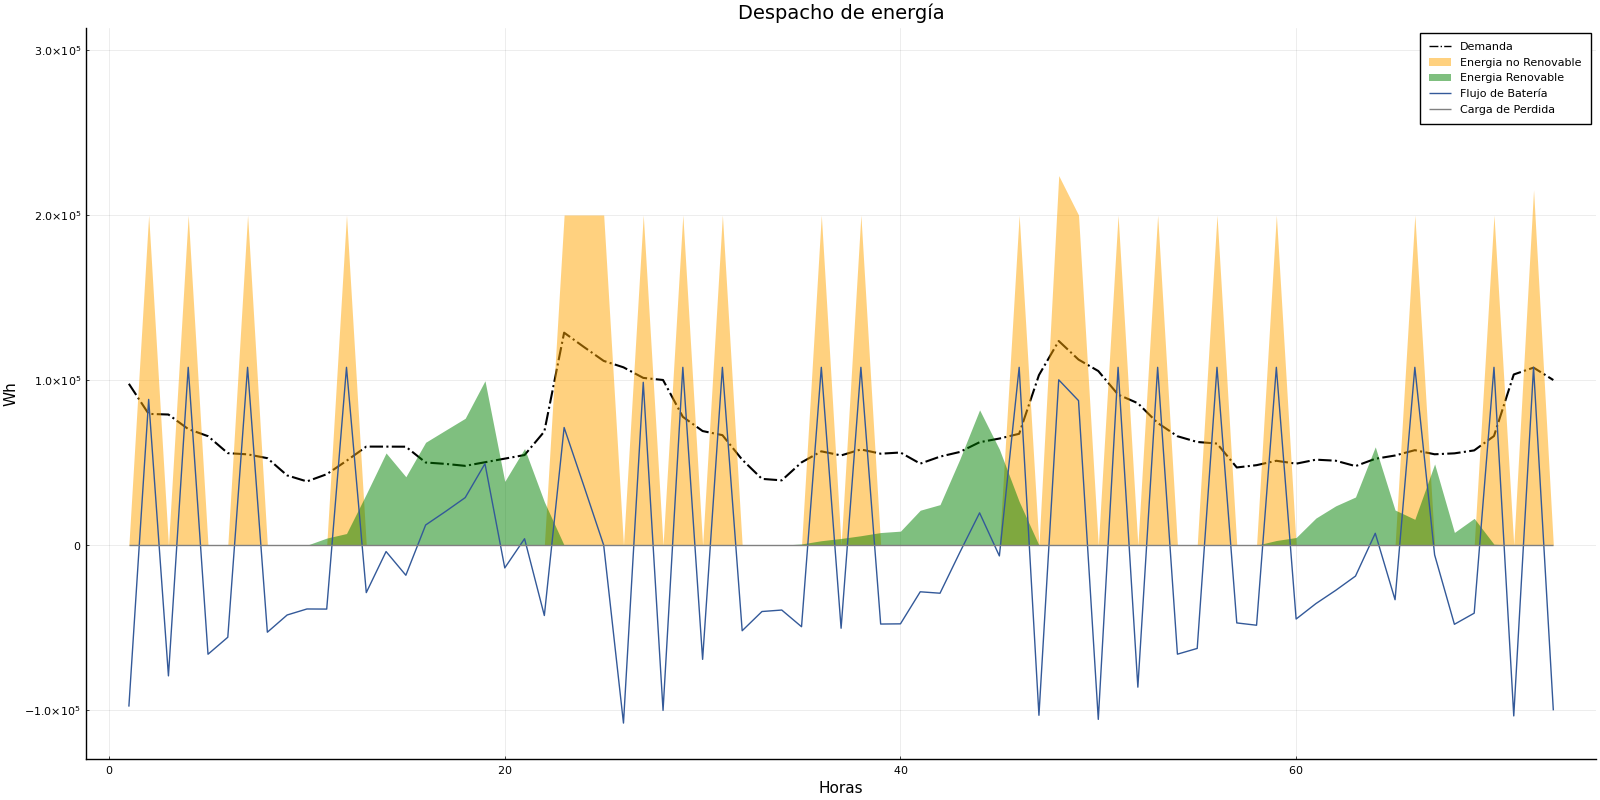 Despacho de energía
3.0×10⁵
2.0×10⁵
1.0×10⁵
0
−1.0×10⁵
Wh
Demanda
Energia no Renovable
Energia Renovable
Flujo de Batería
Carga de Perdida
0 20 40 60
Horas